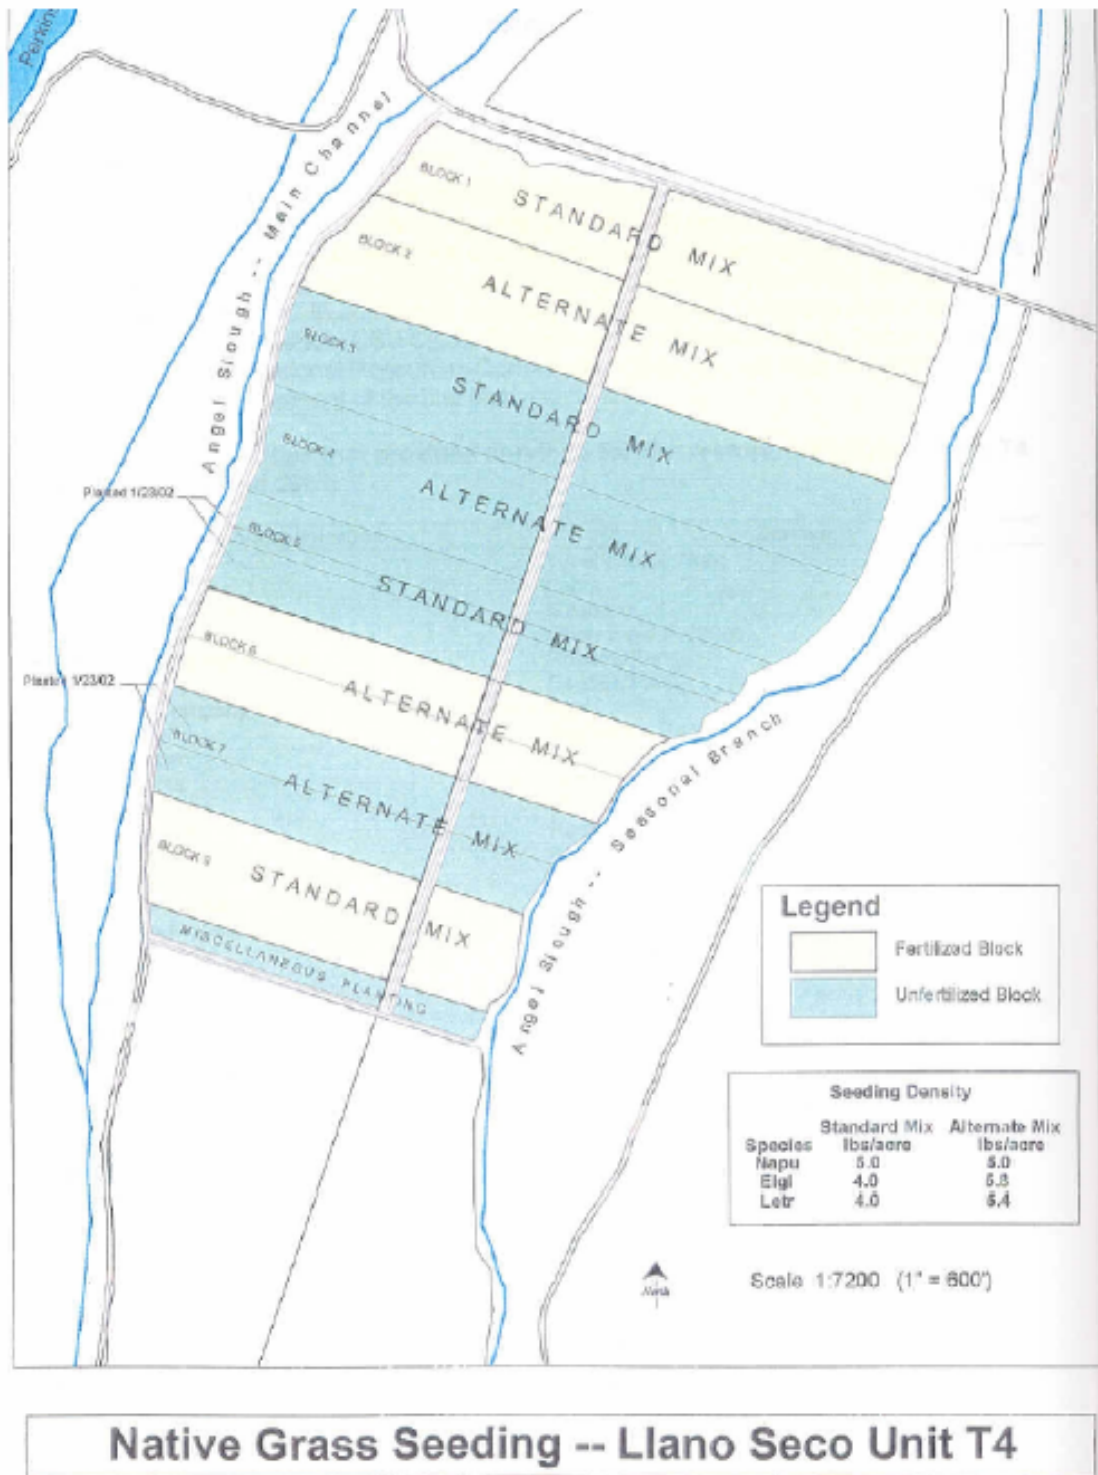 Perkins
Angel Slough -- Main Channel
BLOCK 1
STANDARD MIX
BLOCK 2
ALTERNATE MIX
BLOCK 3
STANDARD MIX
BLOCK 4
ALTERNATE MIX
Planted 1/23/02
BLOCK 5
STANDARD MIX
BLOCK 6
ALTERNATE MIX
Planted 1/23/02
BLOCK 7
ALTERNATE MIX
STANDARD MIX
MISCELLANEOUS PLANTING
Angel Slough -- Seasonal Branch
Legend
Fertilized Block
Unfertilized Block
Seeding Density
Standard Mix Alternate Mix
Species lbs/acre lbs/acre
Napu 5.0 5.0
Elgl 4.0
Letr 4.0 5.4
North
Scale 1:7200 (1" = 600')
Native Grass Seeding -- Llano Seco Unit T4